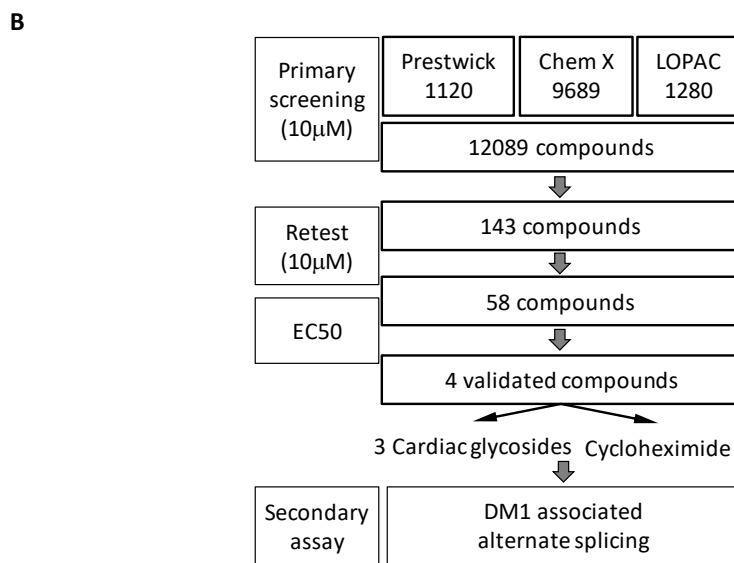 B
Primary
screening
(10μM)
Prestwick
1120
Chem X
9689
LOPAC
1280
12089 compounds
Retest
(10μM)
143 compounds
58 compounds
EC50
4 validated compounds
3 Cardiac glycosides
Cycloheximide
Secondary
assay
DM1 associated
alternate splicing